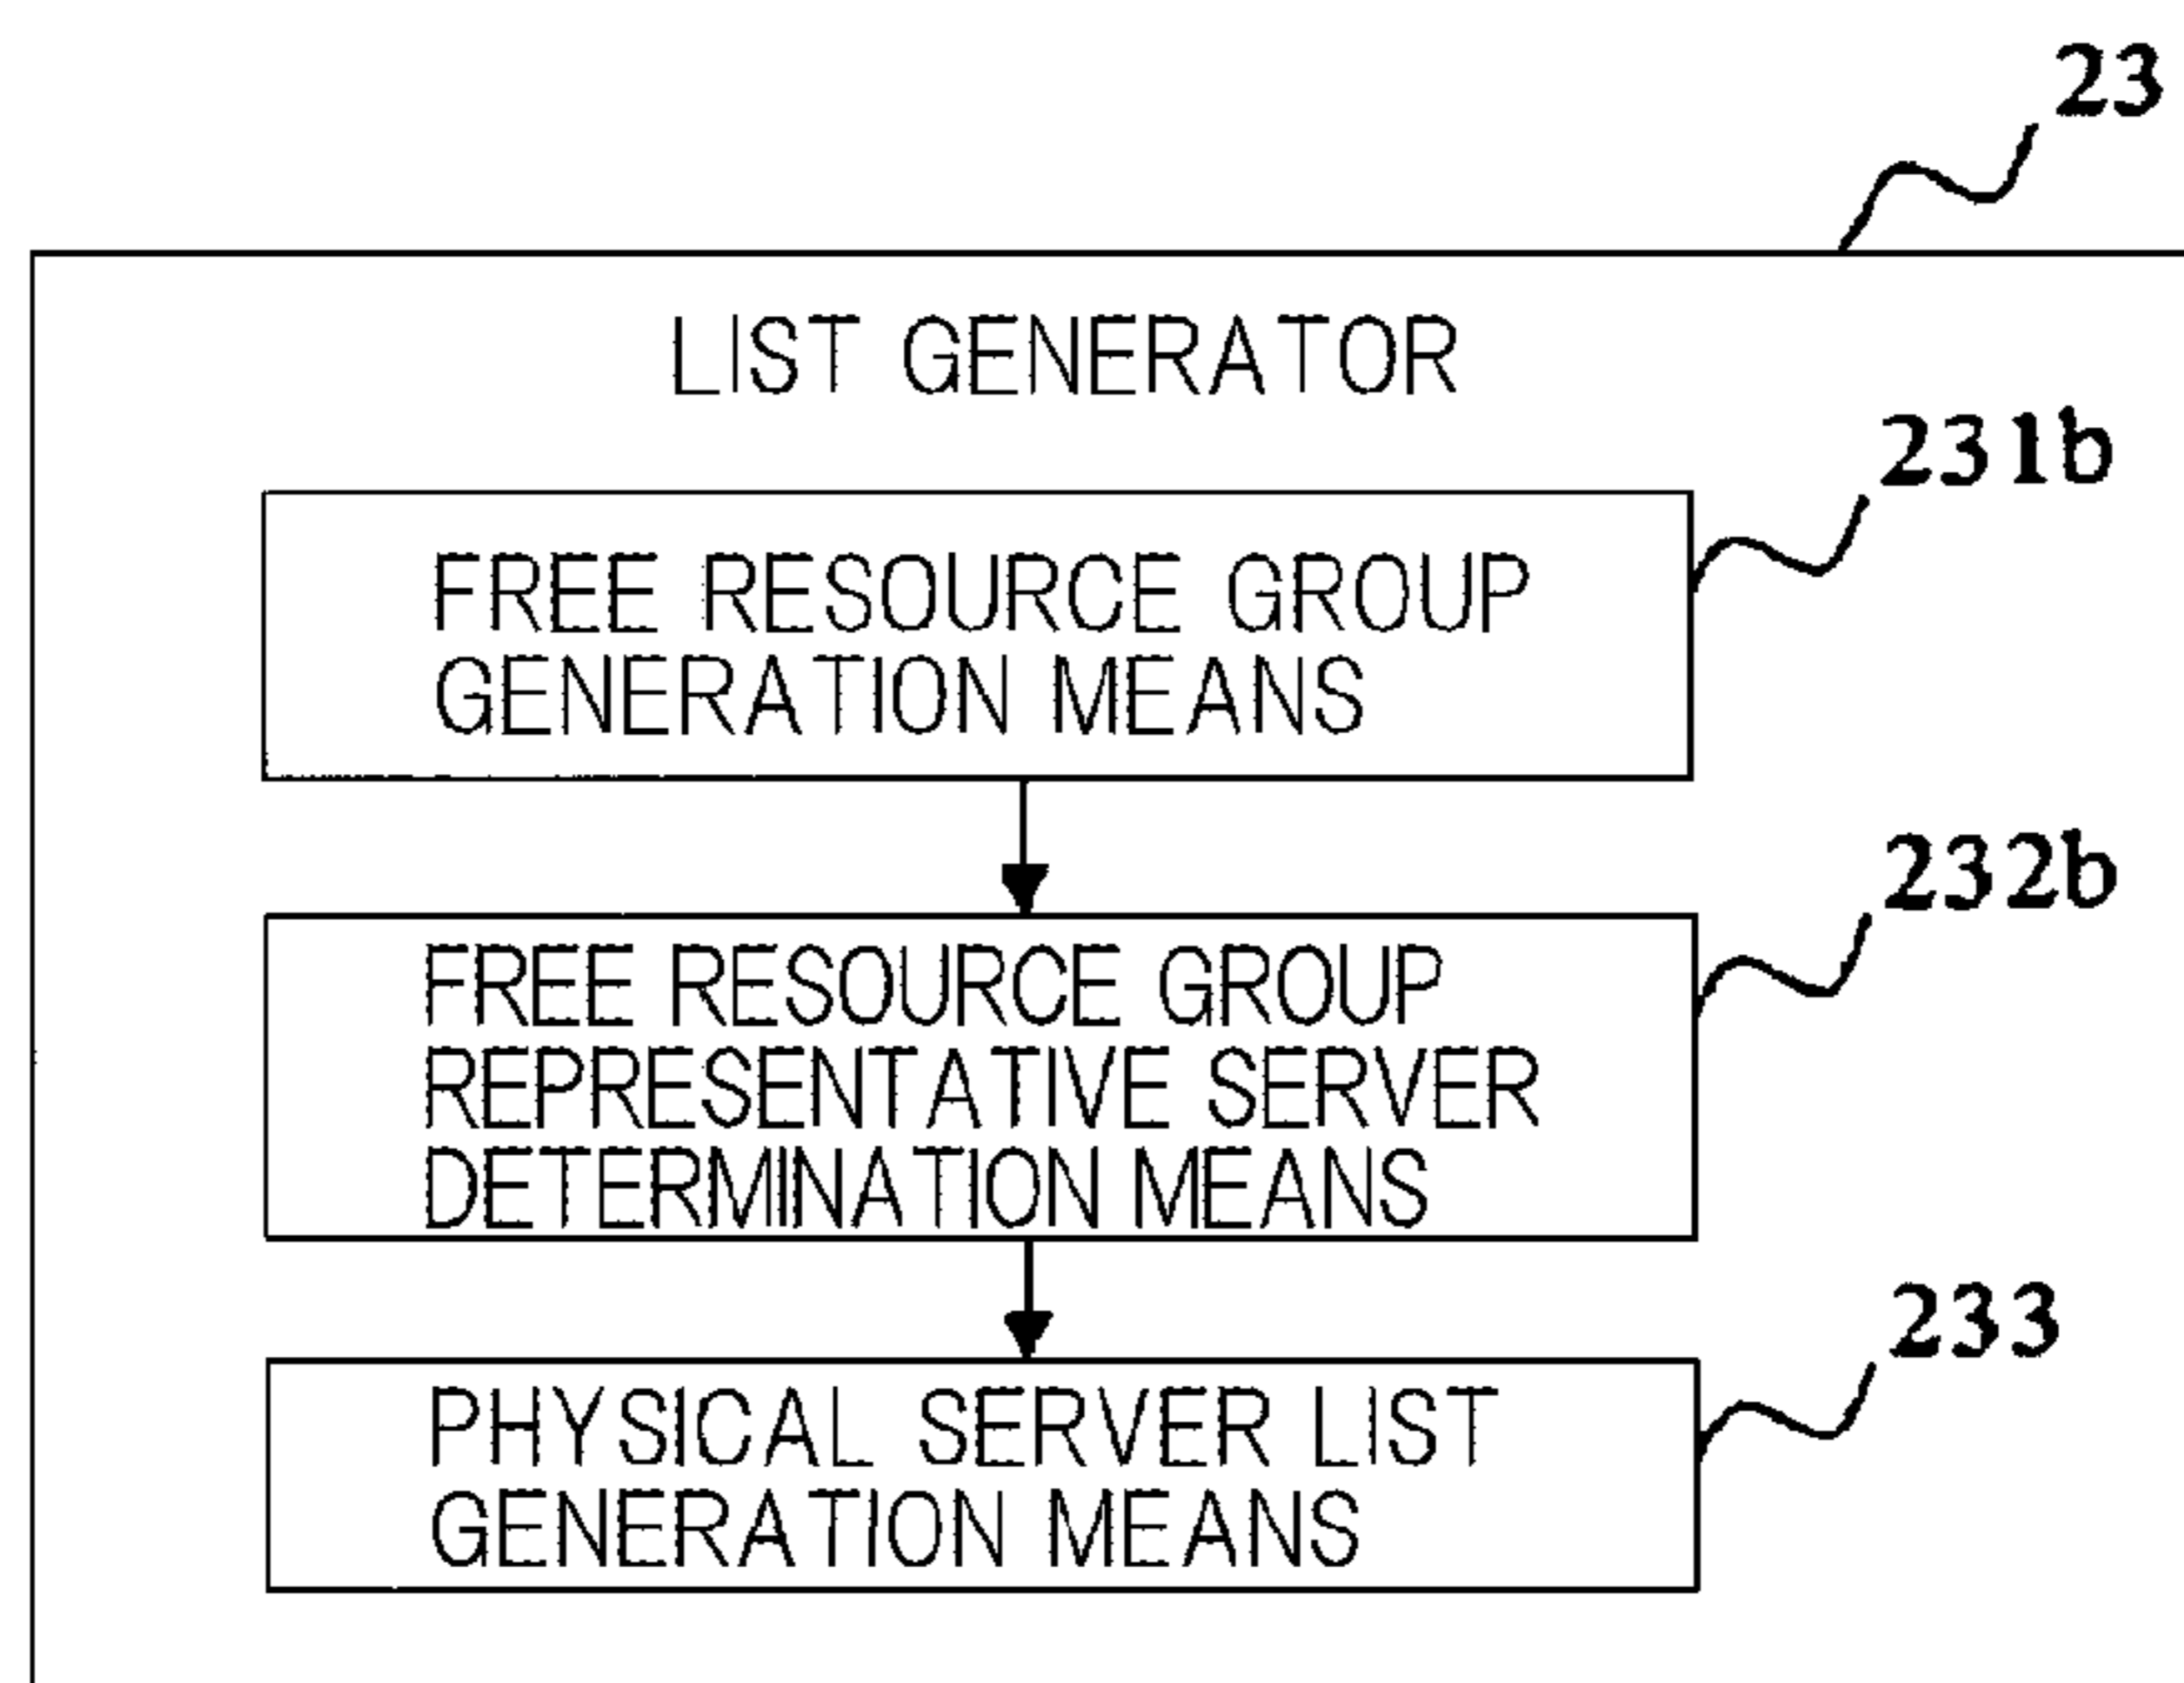 23
LIST GENERATOR
231b
FREE RESOURCE GROUP
GENERATION MEANS
232b
FREE RESOURCE GROUP
REPRESENTATIVE SERVER
DETERMINATION MEANS
233
PHYSICAL SERVER LIST
GENERATION MEANS